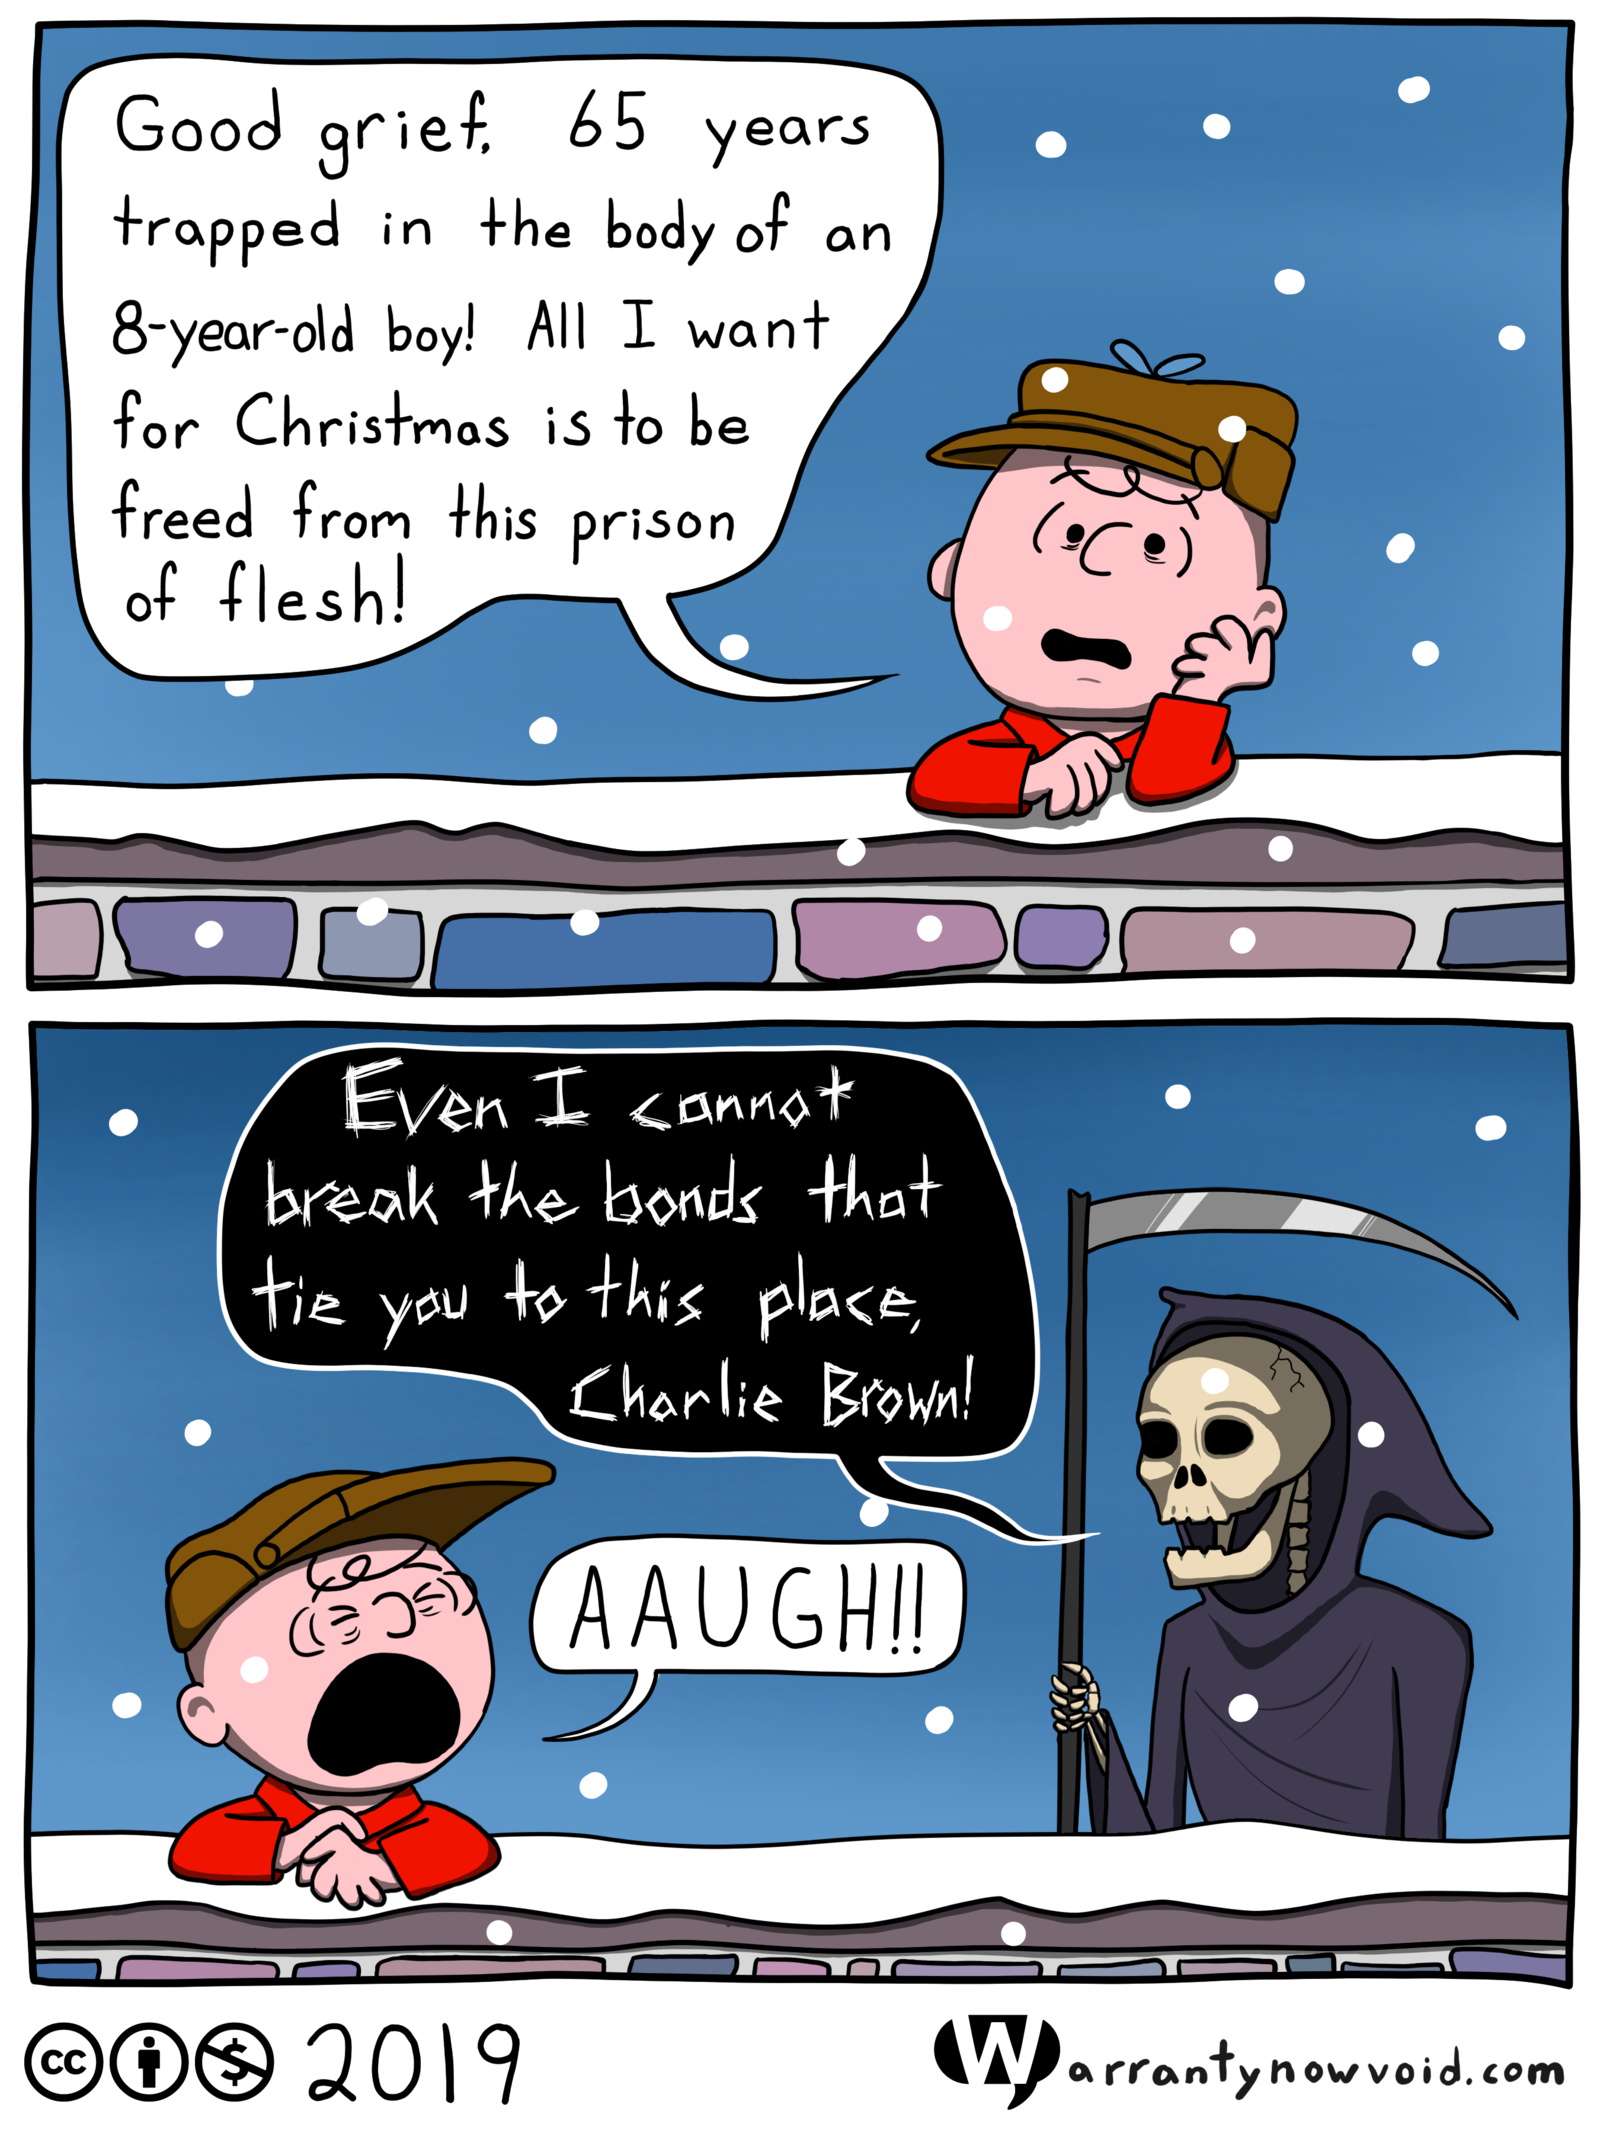 Good grief. 65 years
trapped in the body of an
8-year-old boy! All I want
for Christmas is to be
freed from this prison
of flesh!
Even I cannot
break the bonds that
tie you to this place,
Charlie Brown!
AAUGH!!
cc $ 2019
Warrantynowvoid.com